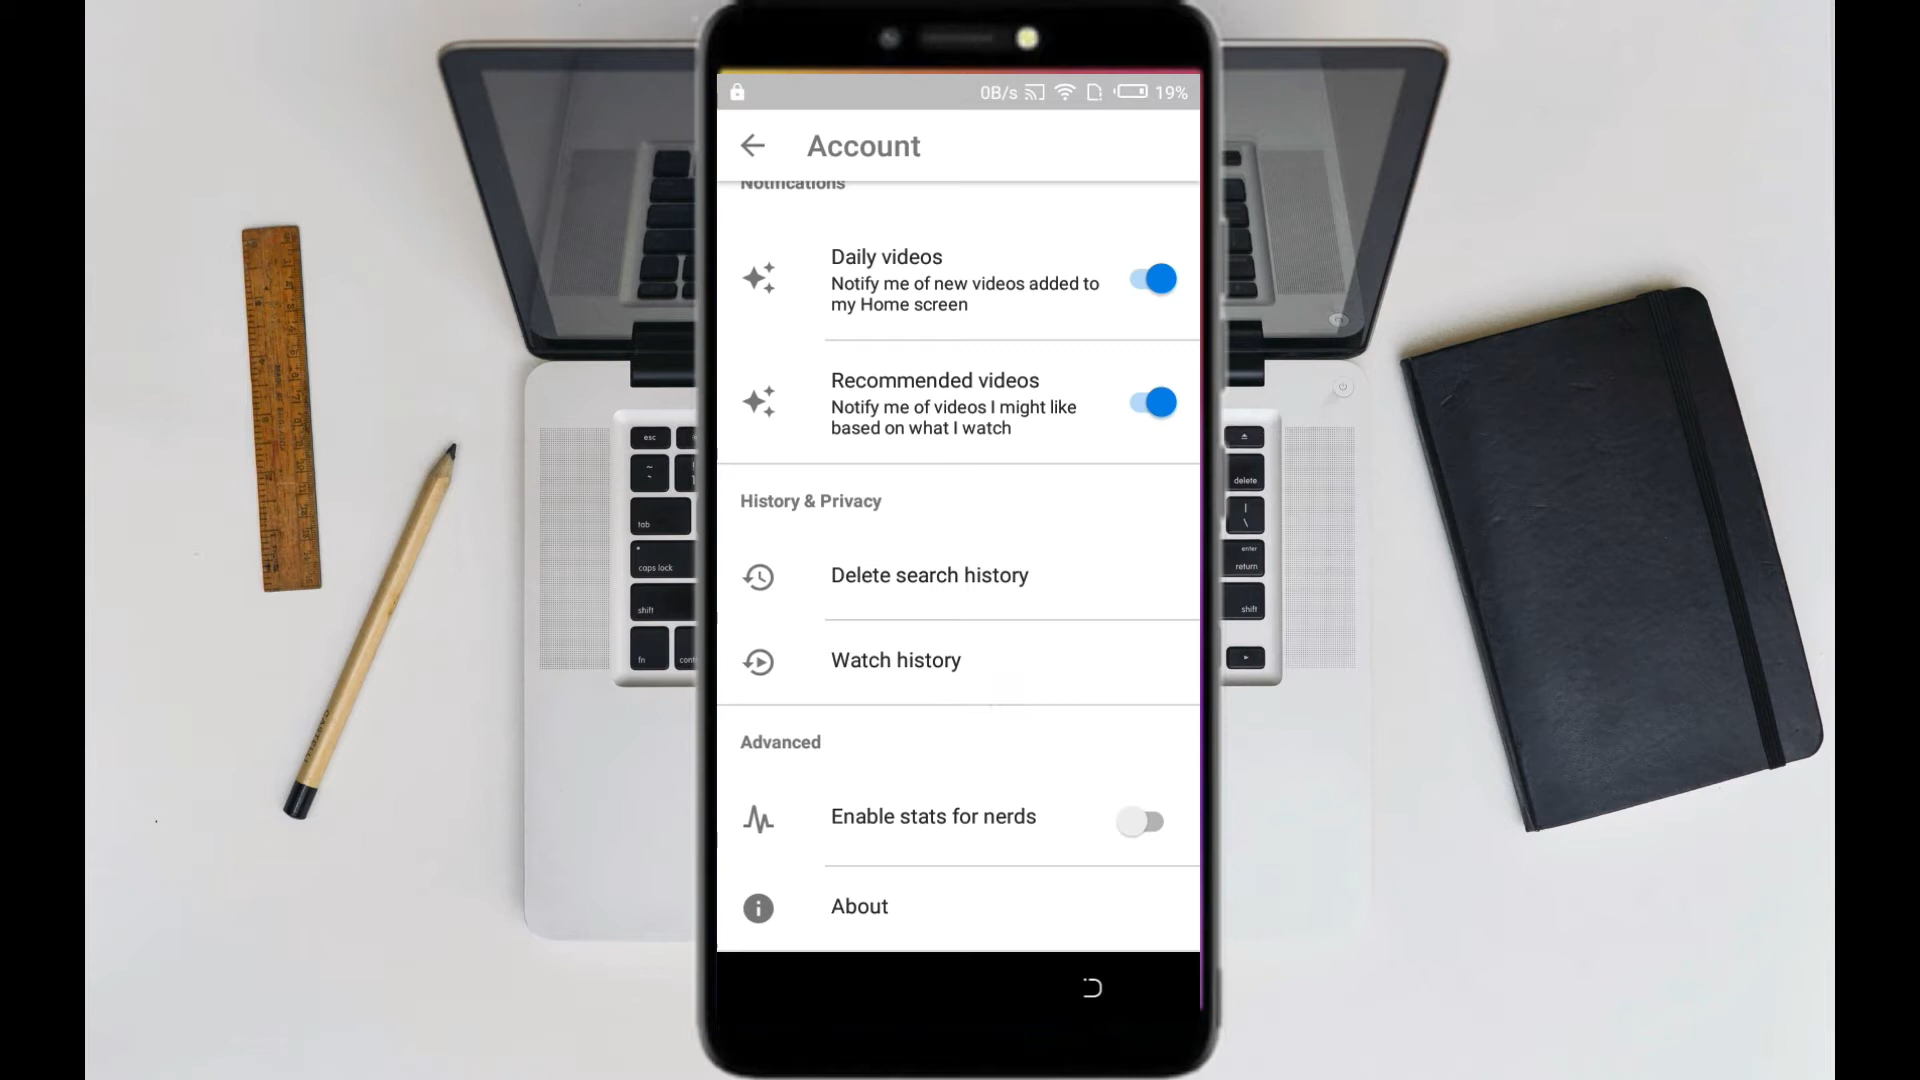 0B/s 19%
Account
Notifications
Daily videos
Notify me of new videos added to
my Home screen
Recommended videos
Notify me of videos I might like
based on what I watch
History & Privacy
Delete search history
Watch history
Advanced
Enable stats for nerds
About
esc
~
tab
caps lock
shift
fn
cont
delete
|
\
enter
return
shift